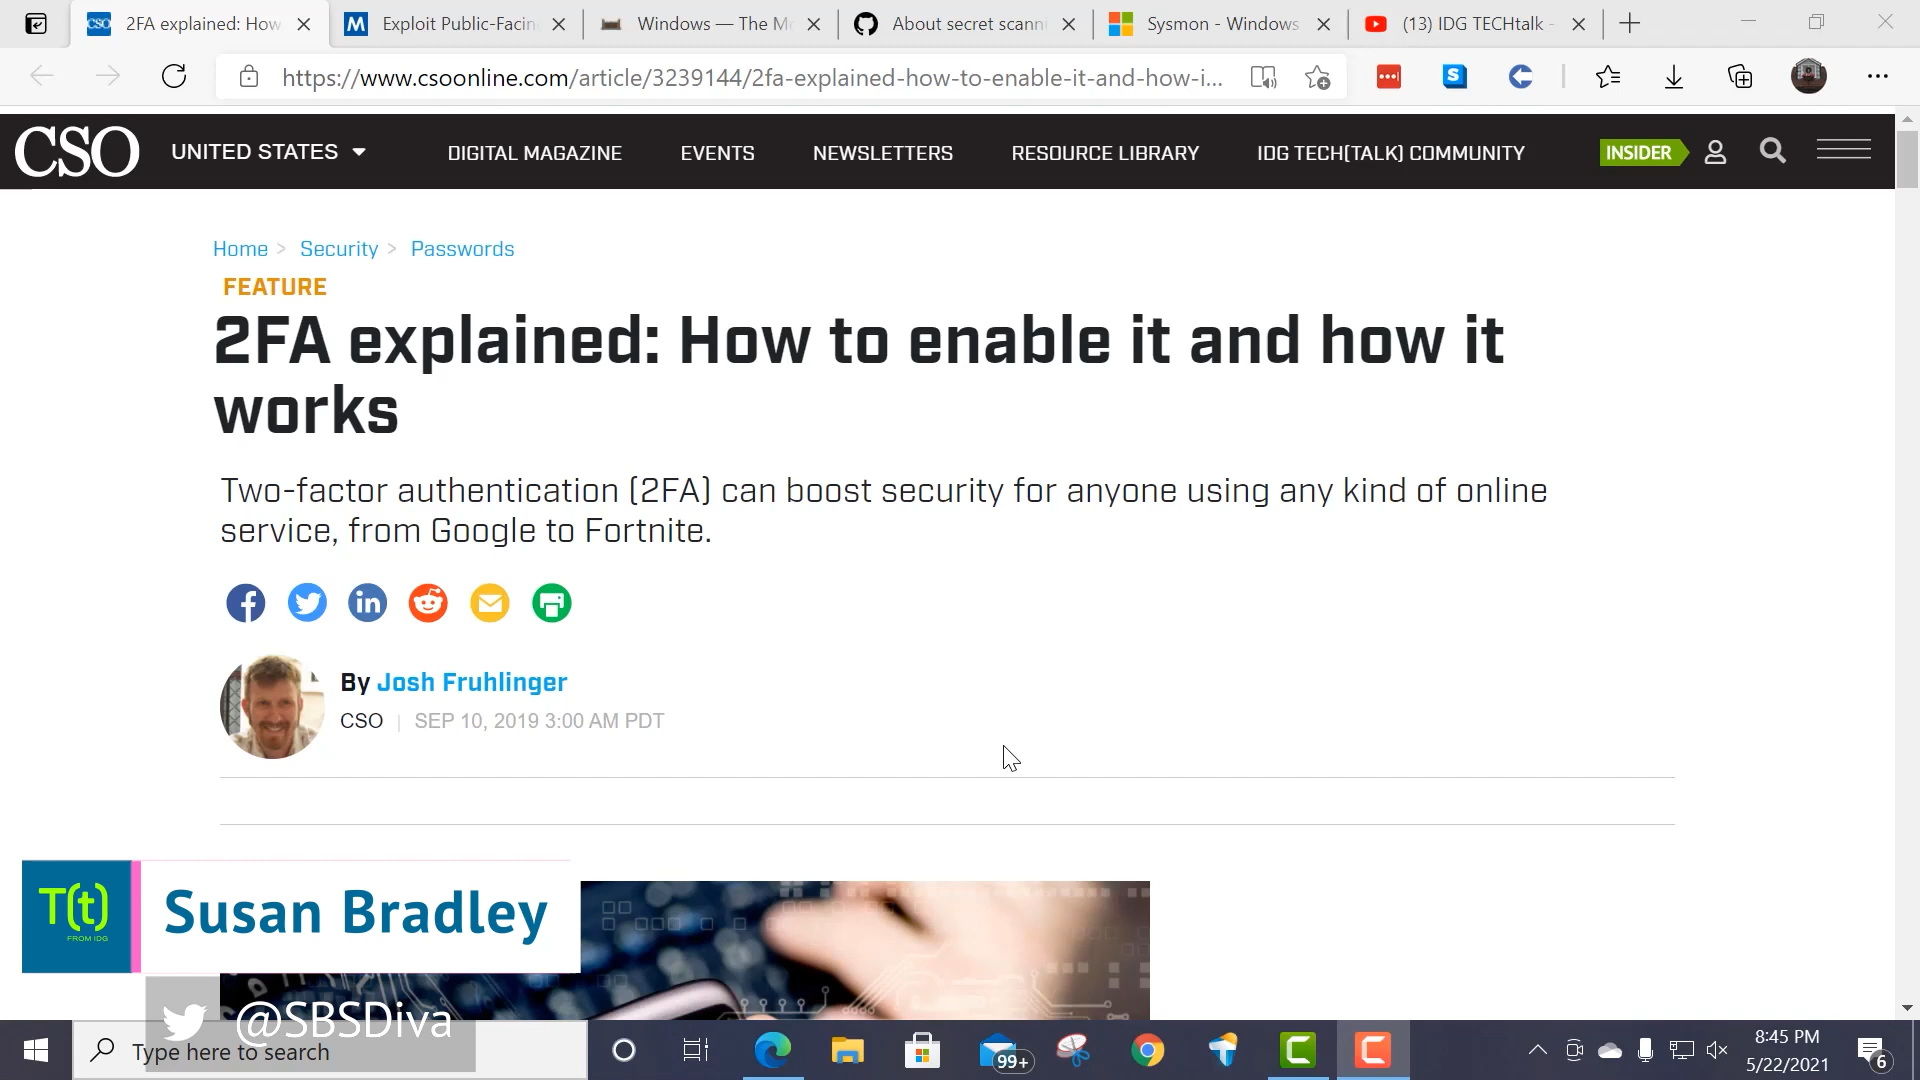 CSO 2FA explained: How
M Exploit Public-Facin
Windows — The Mo
About secret scann
Sysmon - Windows
(13) IDG TECHtalk -
https://www.csoonline.com/article/3239144/2fa-explained-how-to-enable-it-and-how-i...
S
CSO
UNITED STATES
DIGITAL MAGAZINE
EVENTS
NEWSLETTERS
RESOURCE LIBRARY
IDG TECH(TALK) COMMUNITY
INSIDER
Home > Security > Passwords
FEATURE
2FA explained: How to enable it and how it
works
Two-factor authentication (2FA) can boost security for anyone using any kind of online
service, from Google to Fortnite.
By Josh Fruhlinger
CSO | SEP 10, 2019 3:00 AM PDT
T(t)
FROM IDG
Susan Bradley
@SBSDiva
Type here to search
99+
8:45 PM
5/22/2021
6